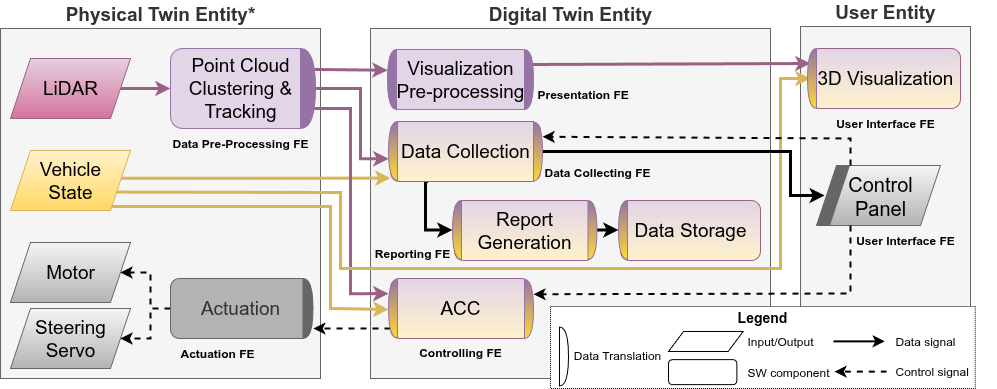 Physical Twin Entity*
Digital Twin Entity
User Entity
LiDAR
Point Cloud
Clustering &
Tracking
Data Pre-Processing FE
Visualization
Pre-processing
Presentation FE
3D Visualization
User Interface FE
Vehicle
State
Data Collection
Data Collecting FE
Control
Panel
User Interface FE
Report
Generation
Reporting FE
Data Storage
Motor
Steering
Servo
Actuation
Actuation FE
ACC
Controlling FE
Legend
Data Translation
Input/Output
Data signal
SW component
Control signal